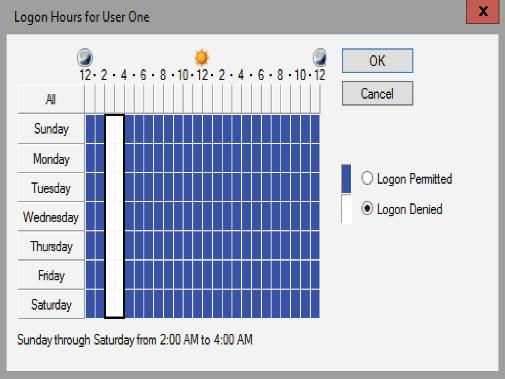 Logon Hours for User One
x
12 · 2 · 4 · 6 · 8 · 10 · 12 · 2 · 4 · 6 · 8 · 10 · 12
OK
Cancel
All
Sunday
Monday
Tuesday
Wednesday
Thursday
Friday
Saturday
Logon Permitted
Logon Denied
Sunday through Saturday from 2:00 AM to 4:00 AM